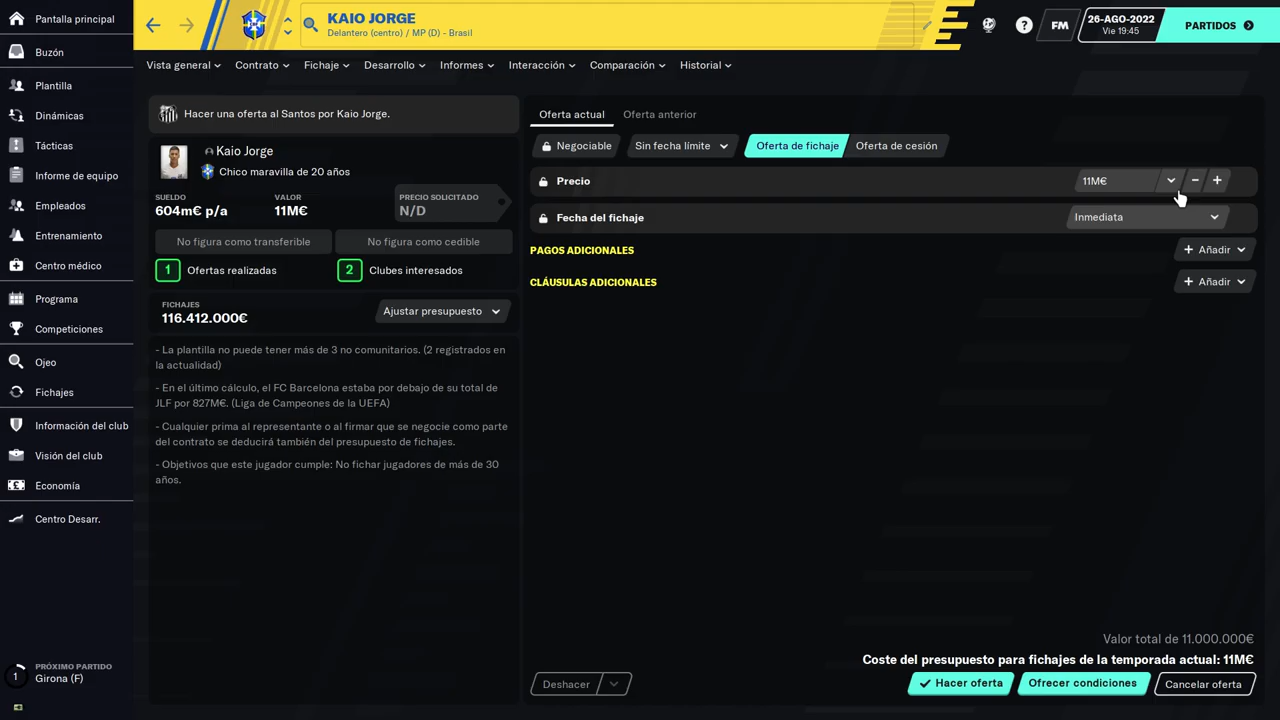 Pantalla principal
Buzón
Plantilla
Dinámicas
Tácticas
Informe de equipo
Empleados
Entrenamiento
Centro médico
Programa
Competiciones
Ojeo
Fichajes
Información del club
Visión del club
Economía
Centro Desarr.
1
PRÓXIMO PARTIDO
Girona (F)
KAIO JORGE
Delantero (centro) / MP (D) - Brasil
?
FM
26-AGO-2022
Vie 19:45
PARTIDOS
Vista general
Contrato
Fichaje
Desarrollo
Informes
Interacción
Comparación
Historial
Hacer una oferta al Santos por Kaio Jorge.
Kaio Jorge
Chico maravilla de 20 años
SUELDO
604m€ p/a
VALOR
11M€
PRECIO SOLICITADO
N/D
No figura como transferible
No figura como cedible
1 Ofertas realizadas
2 Clubes interesados
FICHAJES
116.412.000€
Ajustar presupuesto
- La plantilla no puede tener más de 3 no comunitarios. (2 registrados en
la actualidad)
- En el último cálculo, el FC Barcelona estaba por debajo de su total de
JLF por 827M€. (Liga de Campeones de la UEFA)
- Cualquier prima al representante o al firmar que se negocie como parte
del contrato se deducirá también del presupuesto de fichajes.
- Objetivos que este jugador cumple: No fichar jugadores de más de 30
años.
Oferta actual
Oferta anterior
Negociable
Sin fecha límite
Oferta de fichaje
Oferta de cesión
Precio
11M€
- +
Fecha del fichaje
Inmediata
PAGOS ADICIONALES
+ Añadir
CLÁUSULAS ADICIONALES
+ Añadir
Valor total de 11.000.000€
Coste del presupuesto para fichajes de la temporada actual: 11M€
Deshacer
Hacer oferta
Ofrecer condiciones
Cancelar oferta